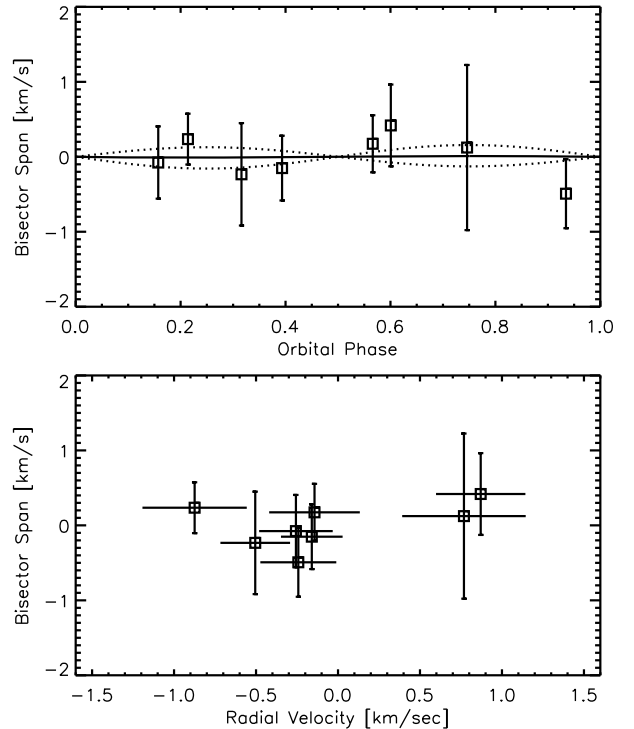 2
1
0
−1
−2
Bisector Span [km/s]
0.0 0.2 0.4 0.6 0.8 1.0
Orbital Phase
2
1
0
−1
−2
Bisector Span [km/s]
−1.5 −1.0 −0.5 0.0 0.5 1.0 1.5
Radial Velocity [km/sec]